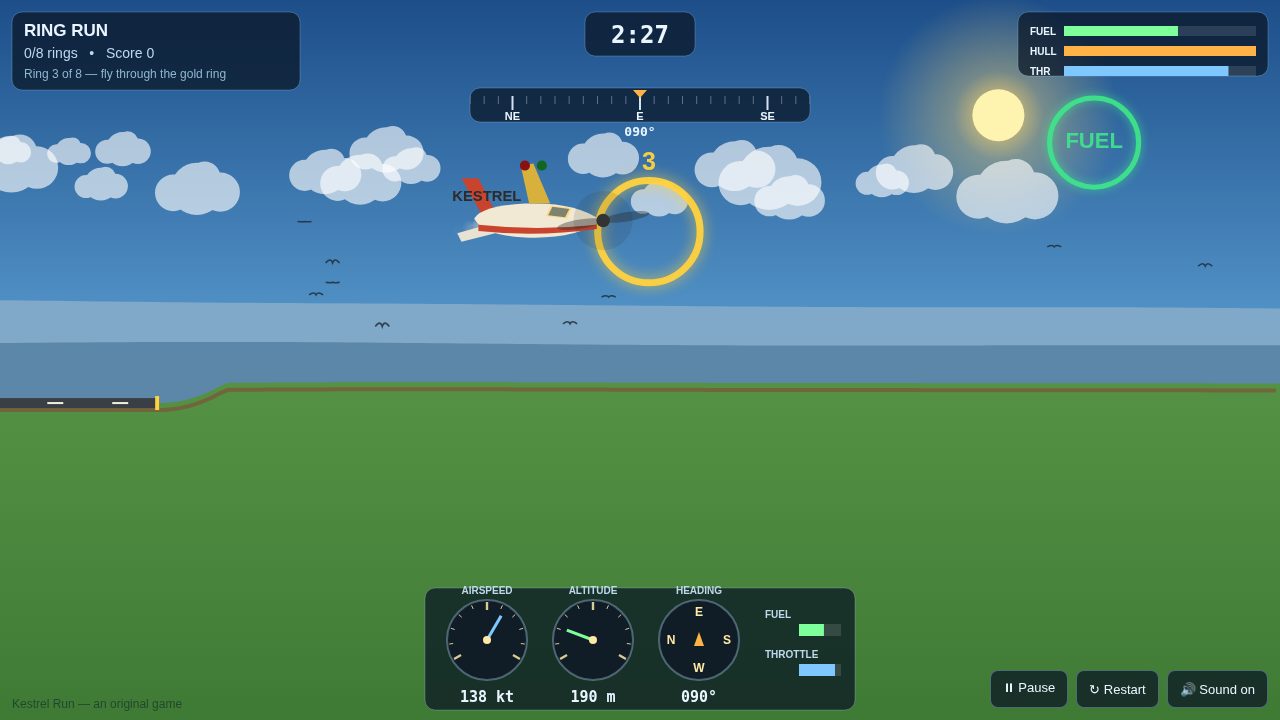 RING RUN
0/8 rings • Score 0
Ring 3 of 8 — fly through the gold ring
2:27
FUEL
HULL
THR
NE E SE
090°
3
FUEL
KESTREL
AIRSPEED ALTITUDE HEADING
E
N S
W
FUEL
THROTTLE
138 kt 190 m 090°
Pause Restart Sound on
Kestrel Run — an original game